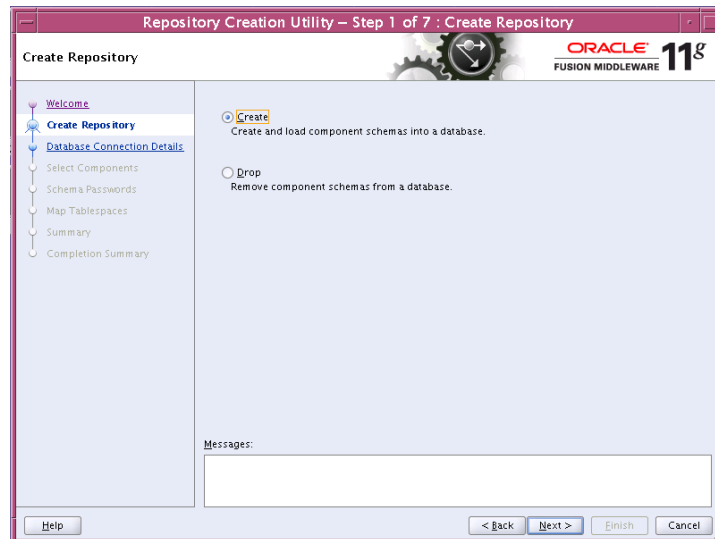 Repository Creation Utility – Step 1 of 7 : Create Repository
Create Repository
ORACLE
FUSION MIDDLEWARE 11g
Welcome
Create Repository
Database Connection Details
Select Components
Schema Passwords
Map Tablespaces
Summary
Completion Summary
Create
Create and load component schemas into a database.
Drop
Remove component schemas from a database.
Messages:
Help
< Back
Next >
Finish
Cancel